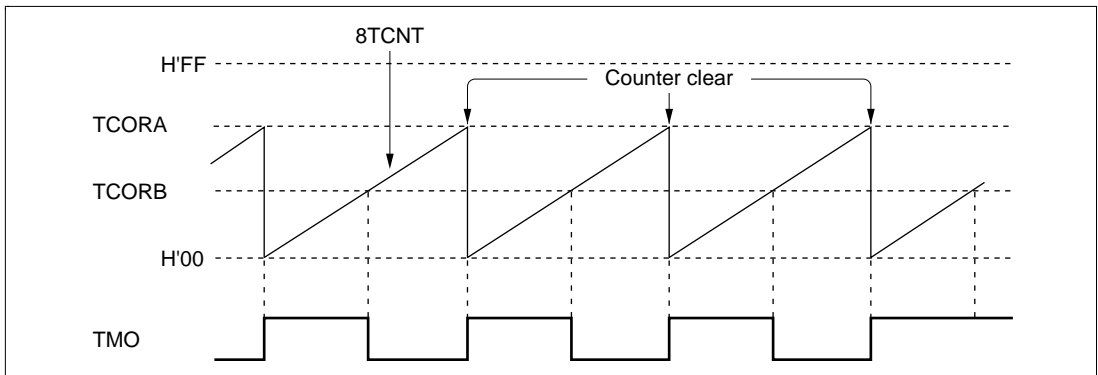 8TCNT
H'FF
Counter clear
TCORA
TCORB
H'00
TMO